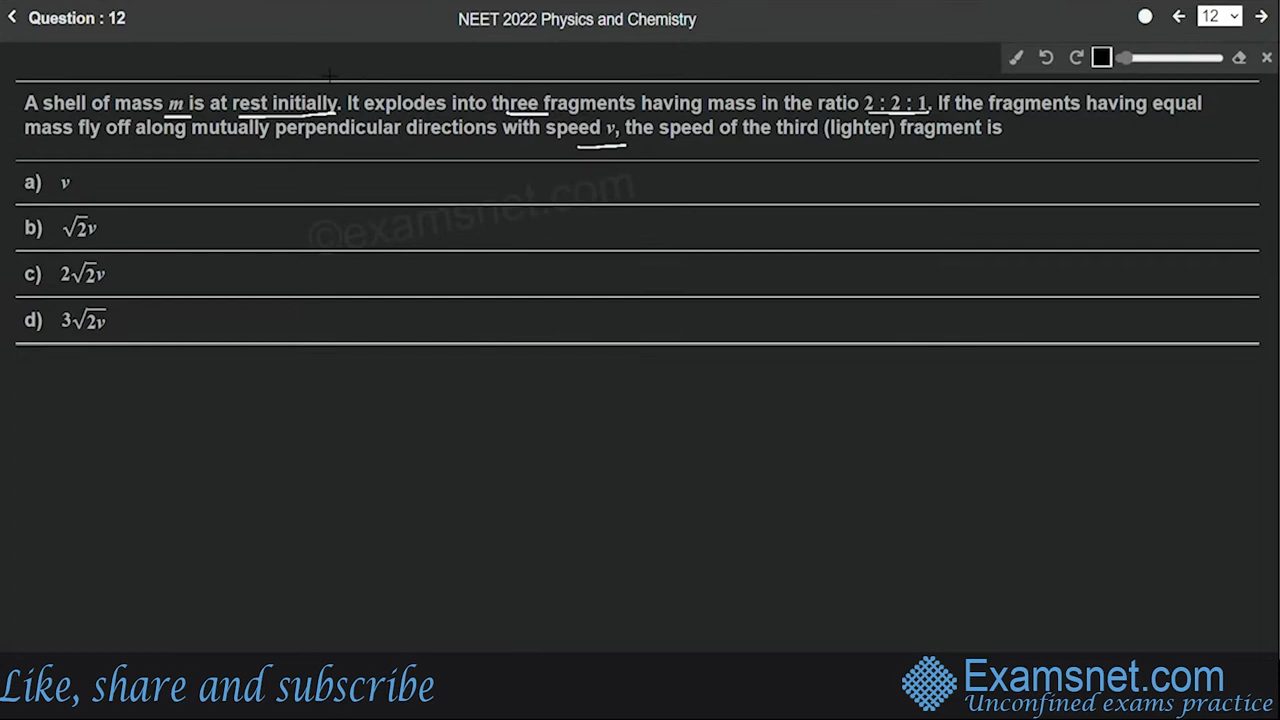 Question : 12
NEET 2022 Physics and Chemistry
12
A shell of mass m is at rest initially. It explodes into three fragments having mass in the ratio 2 : 2 : 1. If the fragments having equal
mass fly off along mutually perpendicular directions with speed v, the speed of the third (lighter) fragment is
©examsnet.com
a) v
b) √2v
c) 2√2v
d) 3√2v
Like, share and subscribe
Examsnet.com
Unconfined exams practice